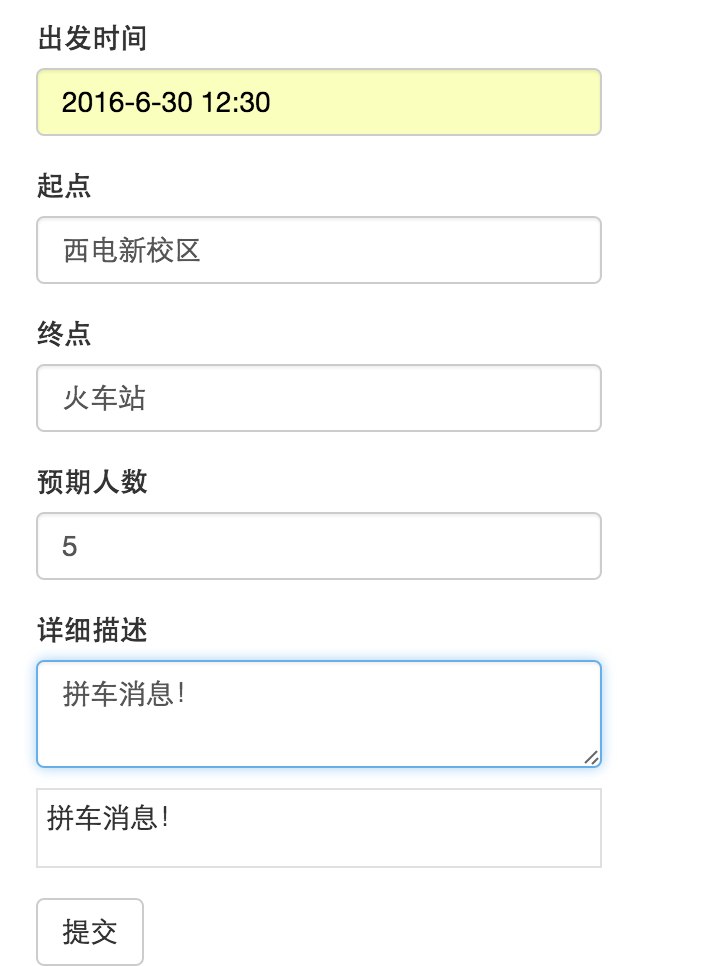 出发时间
2016-6-30 12:30
起点
西电新校区
终点
火车站
预期人数
5
详细描述
拼车消息！
拼车消息！
提交